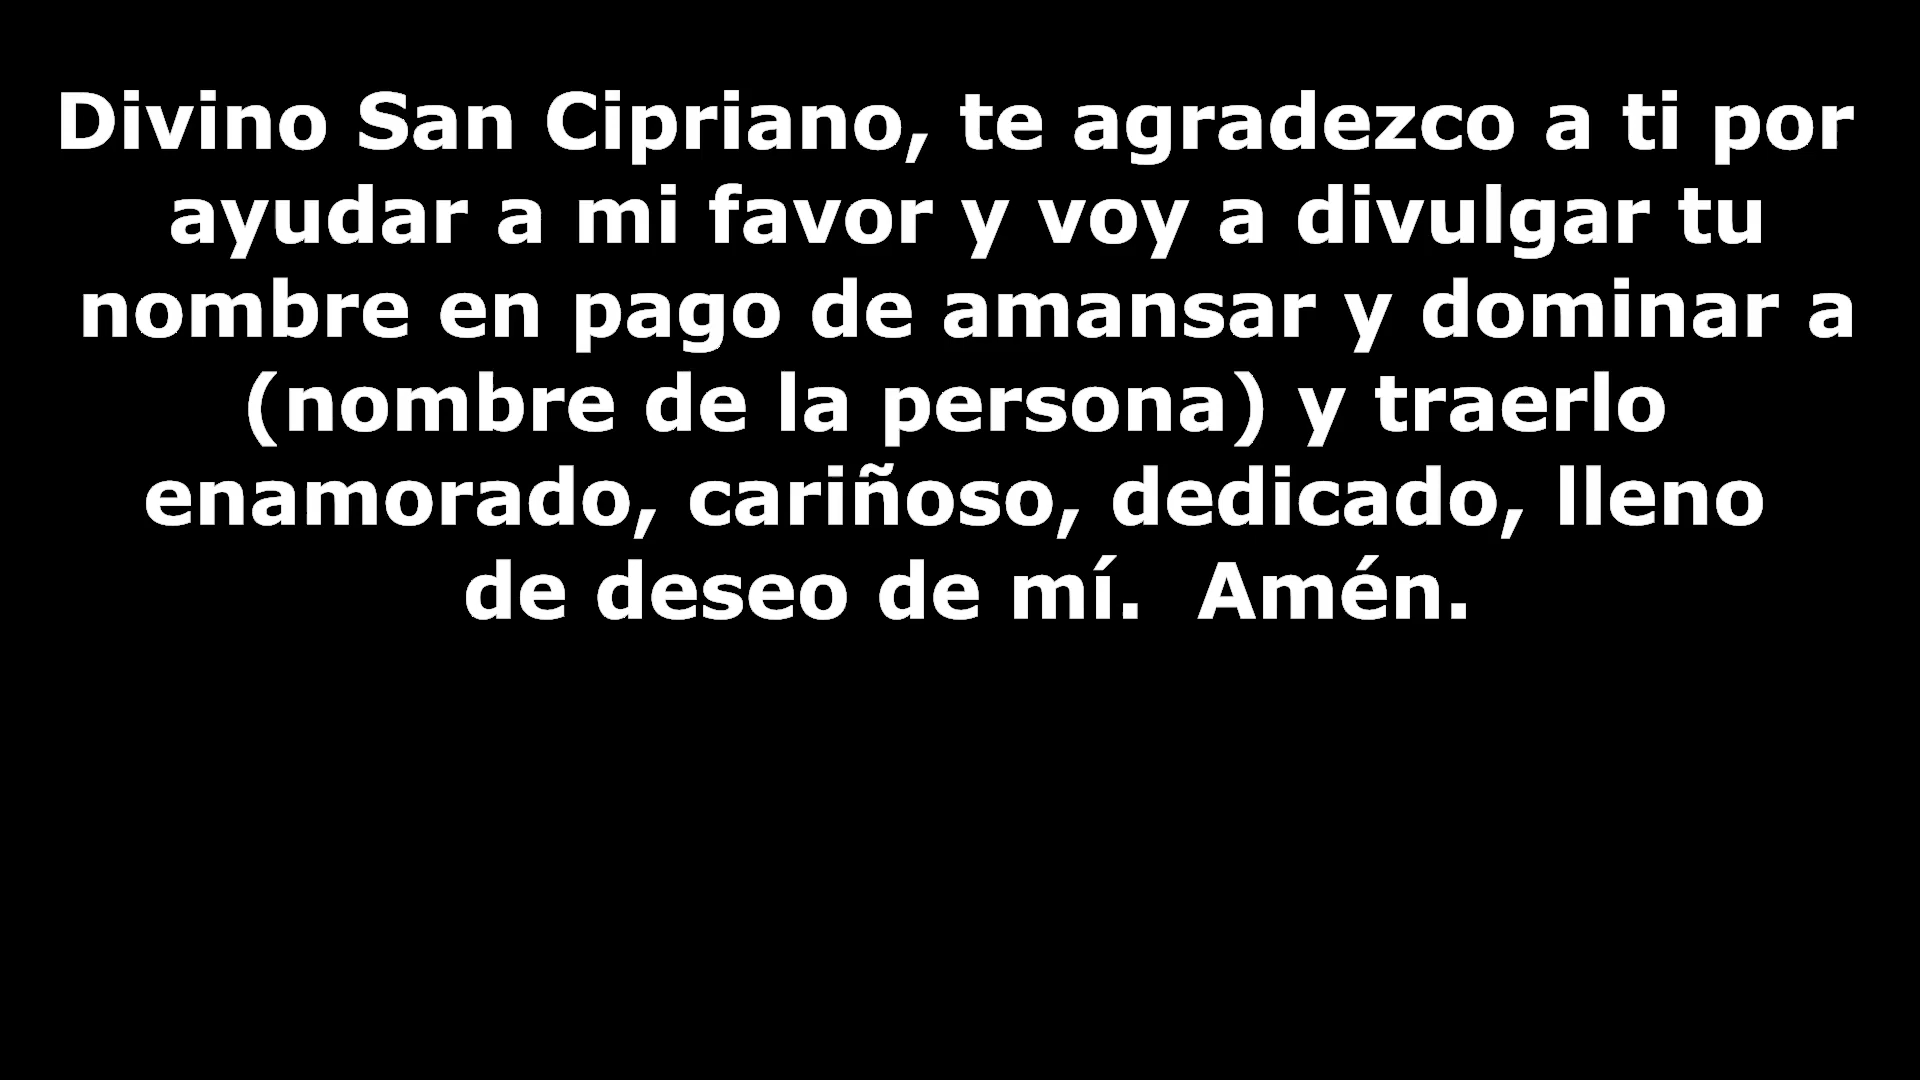 Divino San Cipriano, te agradezco a ti por
ayudar a mi favor y voy a divulgar tu
nombre en pago de amansar y dominar a
(nombre de la persona) y traerlo
enamorado, cariñoso, dedicado, lleno
de deseo de mí.  Amén.